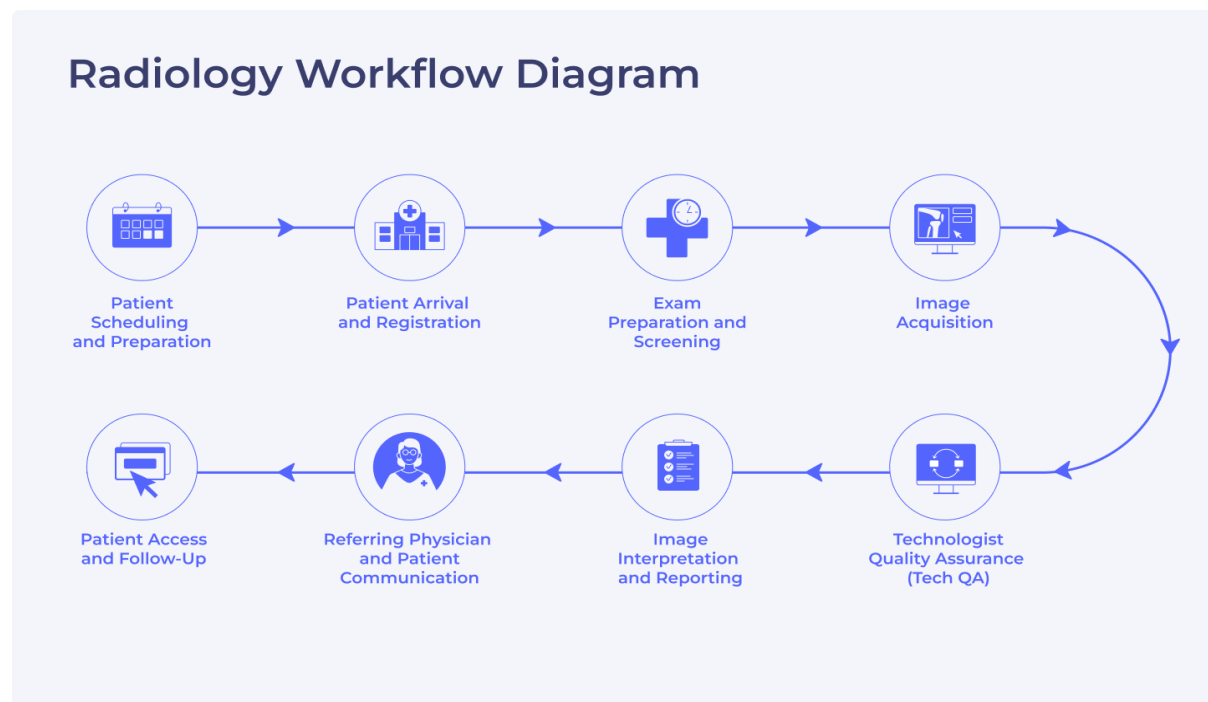 Radiology Workflow Diagram
Patient
Scheduling
and Preparation
Patient Arrival
and Registration
Exam
Preparation and
Screening
Image
Acquisition
Technologist
Quality Assurance
(Tech QA)
Image
Interpretation
and Reporting
Referring Physician
and Patient
Communication
Patient Access
and Follow-Up